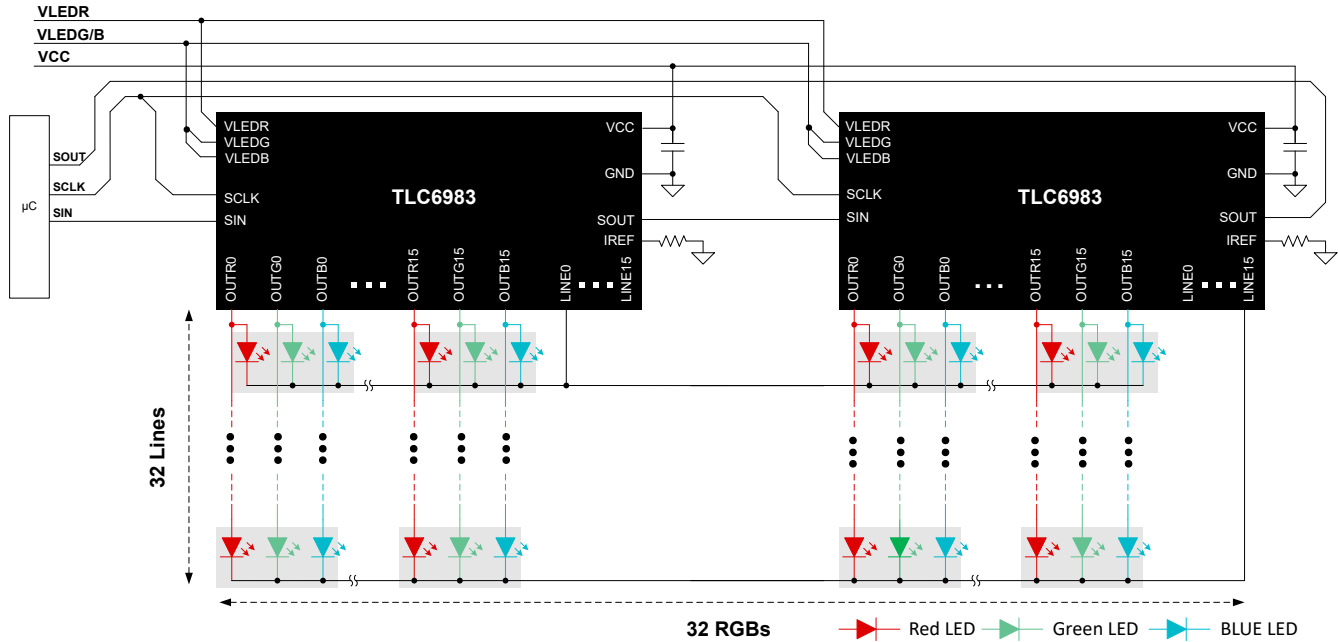 VLEDR
VLEDG/B
VCC
µC
SOUT
SCLK
SIN
VLEDR
VLEDG
VLEDB
SCLK
SIN
TLC6983
VCC
GND
SOUT
IREF
OUTR0
OUTG0
OUTB0
OUTR15
OUTG15
OUTB15
LINE0
LINE15
VLEDR
VLEDG
VLEDB
SCLK
SIN
TLC6983
VCC
GND
SOUT
IREF
OUTR0
OUTG0
OUTB0
OUTR15
OUTG15
OUTB15
LINE0
LINE15
32 Lines
32 RGBs
Red LED
Green LED
BLUE LED